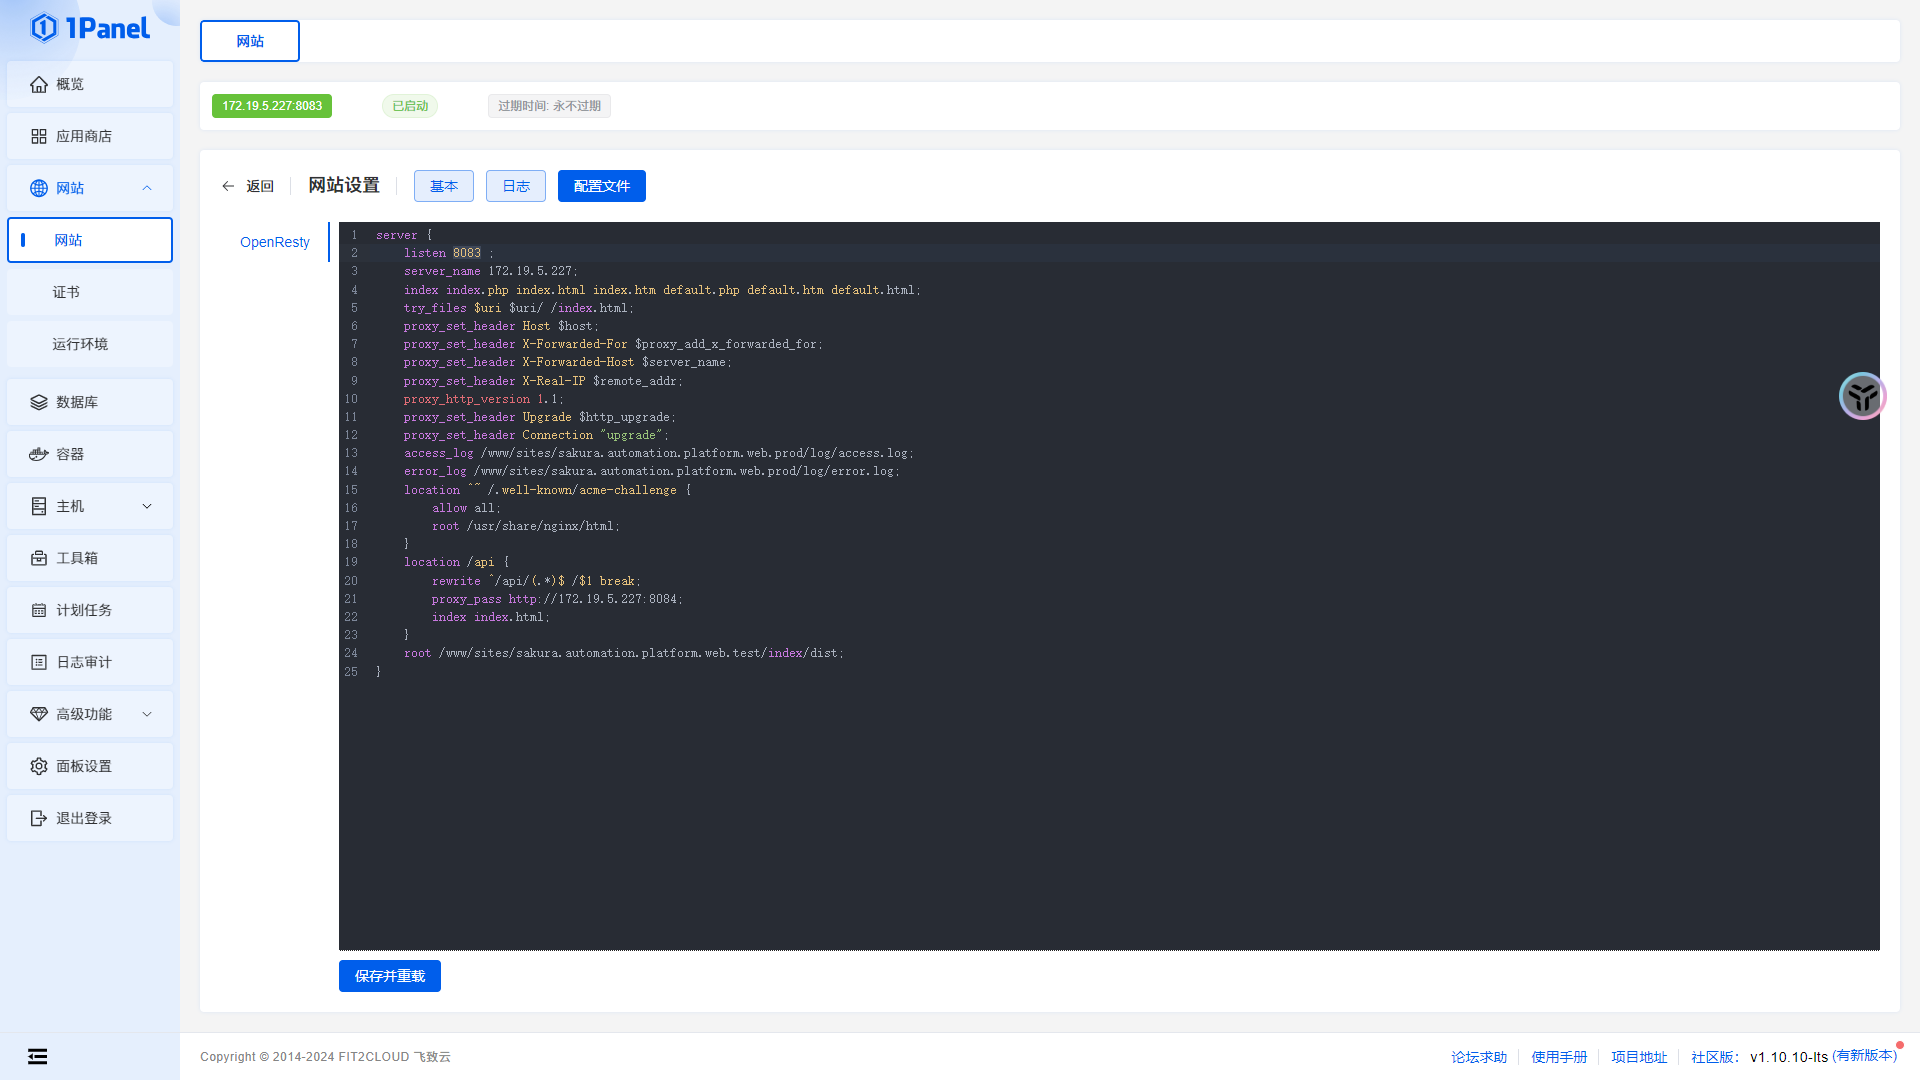 1Panel
概览
应用商店
网站
网站
证书
运行环境
数据库
容器
主机
工具箱
计划任务
日志审计
高级功能
面板设置
退出登录
网站
172.19.5.227:8083
已启动
过期时间: 永不过期
返回
网站设置
基本
日志
配置文件
OpenResty
1 server {
2 listen 8083 ;
3 server_name 172.19.5.227;
4 index index.php index.html index.htm default.php default.htm default.html;
5 try_files $uri $uri/ /index.html;
6 proxy_set_header Host $host;
7 proxy_set_header X-Forwarded-For $proxy_add_x_forwarded_for;
8 proxy_set_header X-Forwarded-Host $server_name;
9 proxy_set_header X-Real-IP $remote_addr;
10 proxy_http_version 1.1;
11 proxy_set_header Upgrade $http_upgrade;
12 proxy_set_header Connection "upgrade";
13 access_log /www/sites/sakura.automation.platform.web.prod/log/access.log;
14 error_log /www/sites/sakura.automation.platform.web.prod/log/error.log;
15 location ^~ /.well-known/acme-challenge {
16 allow all;
17 root /usr/share/nginx/html;
18 }
19 location /api {
20 rewrite ^/api/(.*)$ /$1 break;
21 proxy_pass http://172.19.5.227:8084;
22 index index.html;
23 }
24 root /www/sites/sakura.automation.platform.web.test/index/dist;
25 }
保存并重载
Copyright © 2014-2024 FIT2CLOUD 飞致云
论坛求助
使用手册
项目地址
社区版: v1.10.10-lts (有新版本)